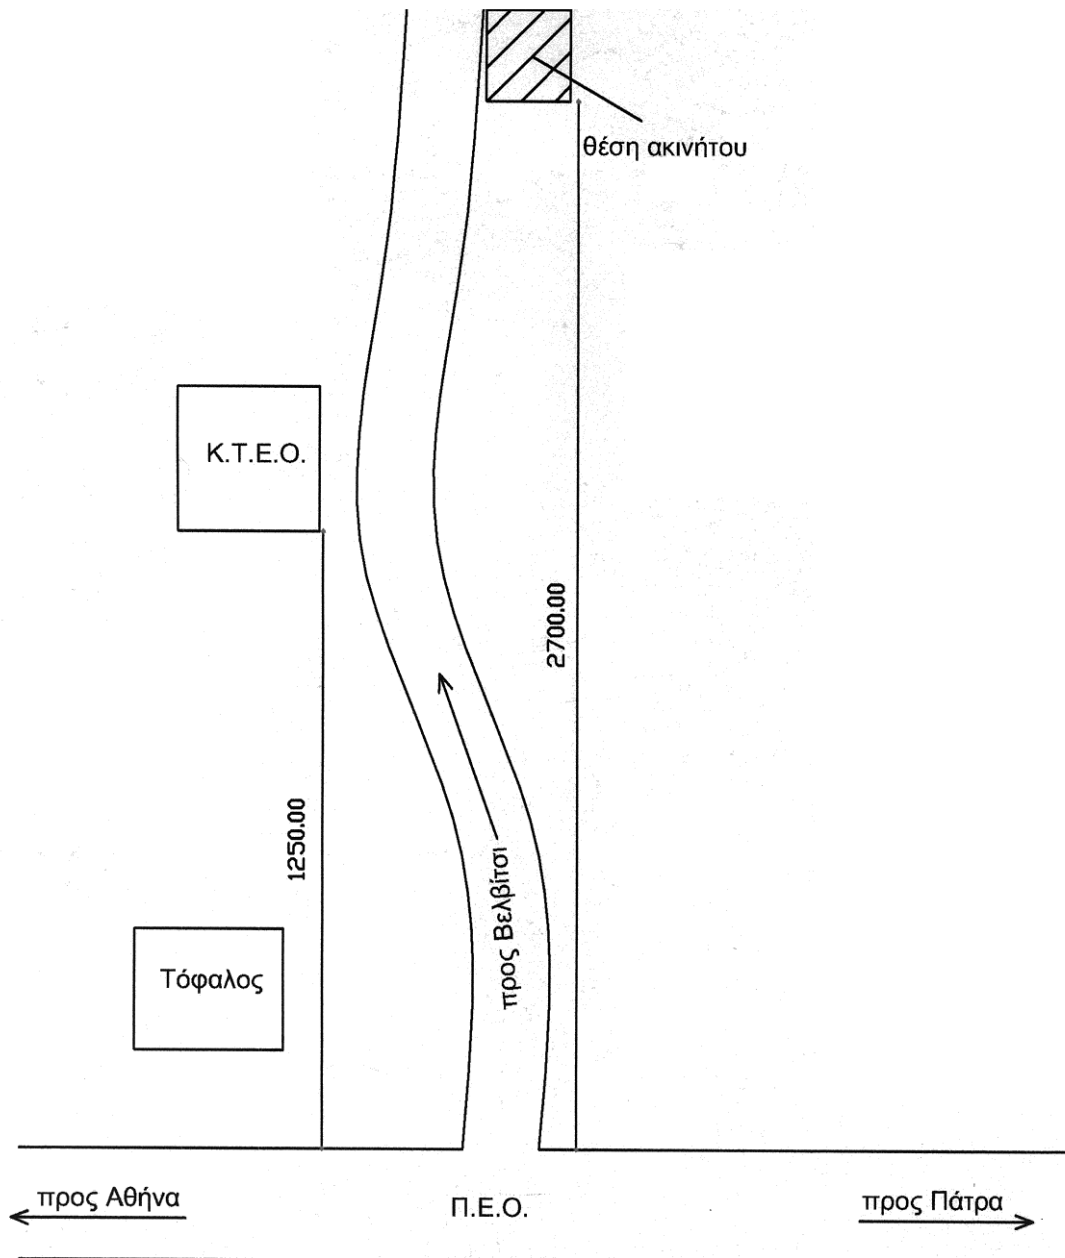 θέση ακινήτου
Κ.Τ.Ε.Ο.
2700.00
1250.00
προς Βελβίτσι
Τόφαλος
προς Αθήνα
Π.Ε.Ο.
προς Πάτρα